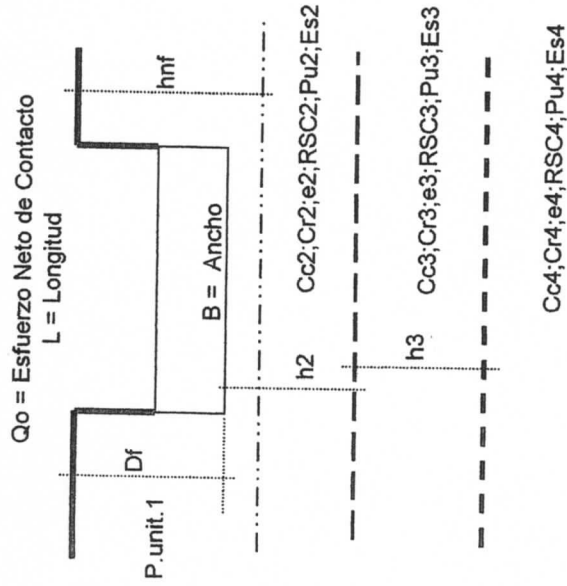 Qo = Esfuerzo Neto de Contacto
L = Longitud
hnf
Df
P.unit.1
B = Ancho
h2
Cc2;Cr2;e2;RSC2;Pu2;Es2
h3
Cc3;Cr3;e3;RSC3;Pu3;Es3
Cc4;Cr4;e4;RSC4;Pu4;Es4